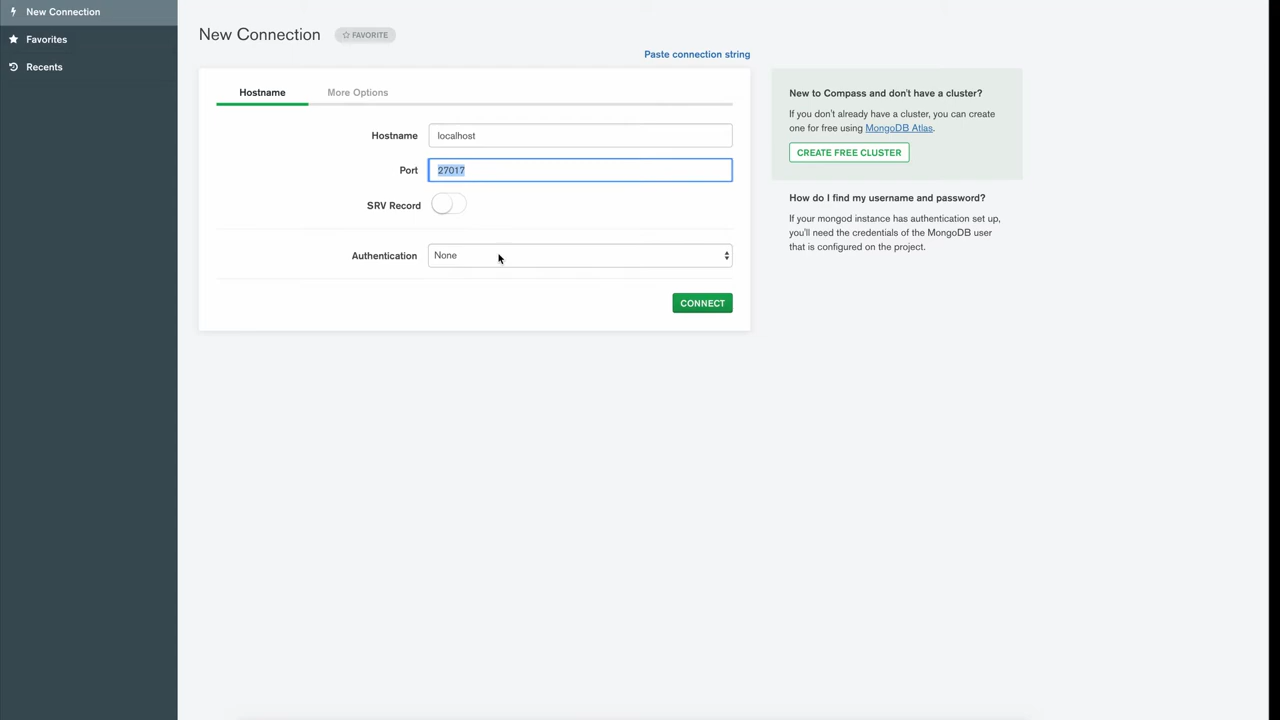 New Connection
Favorites
Recents
New Connection
FAVORITE
Paste connection string
Hostname
More Options
Hostname
localhost
Port
27017
SRV Record
Authentication
None
CONNECT
New to Compass and don't have a cluster?
If you don't already have a cluster, you can create
one for free using MongoDB Atlas.
CREATE FREE CLUSTER
How do I find my username and password?
If your mongod instance has authentication set up,
you'll need the credentials of the MongoDB user
that is configured on the project.